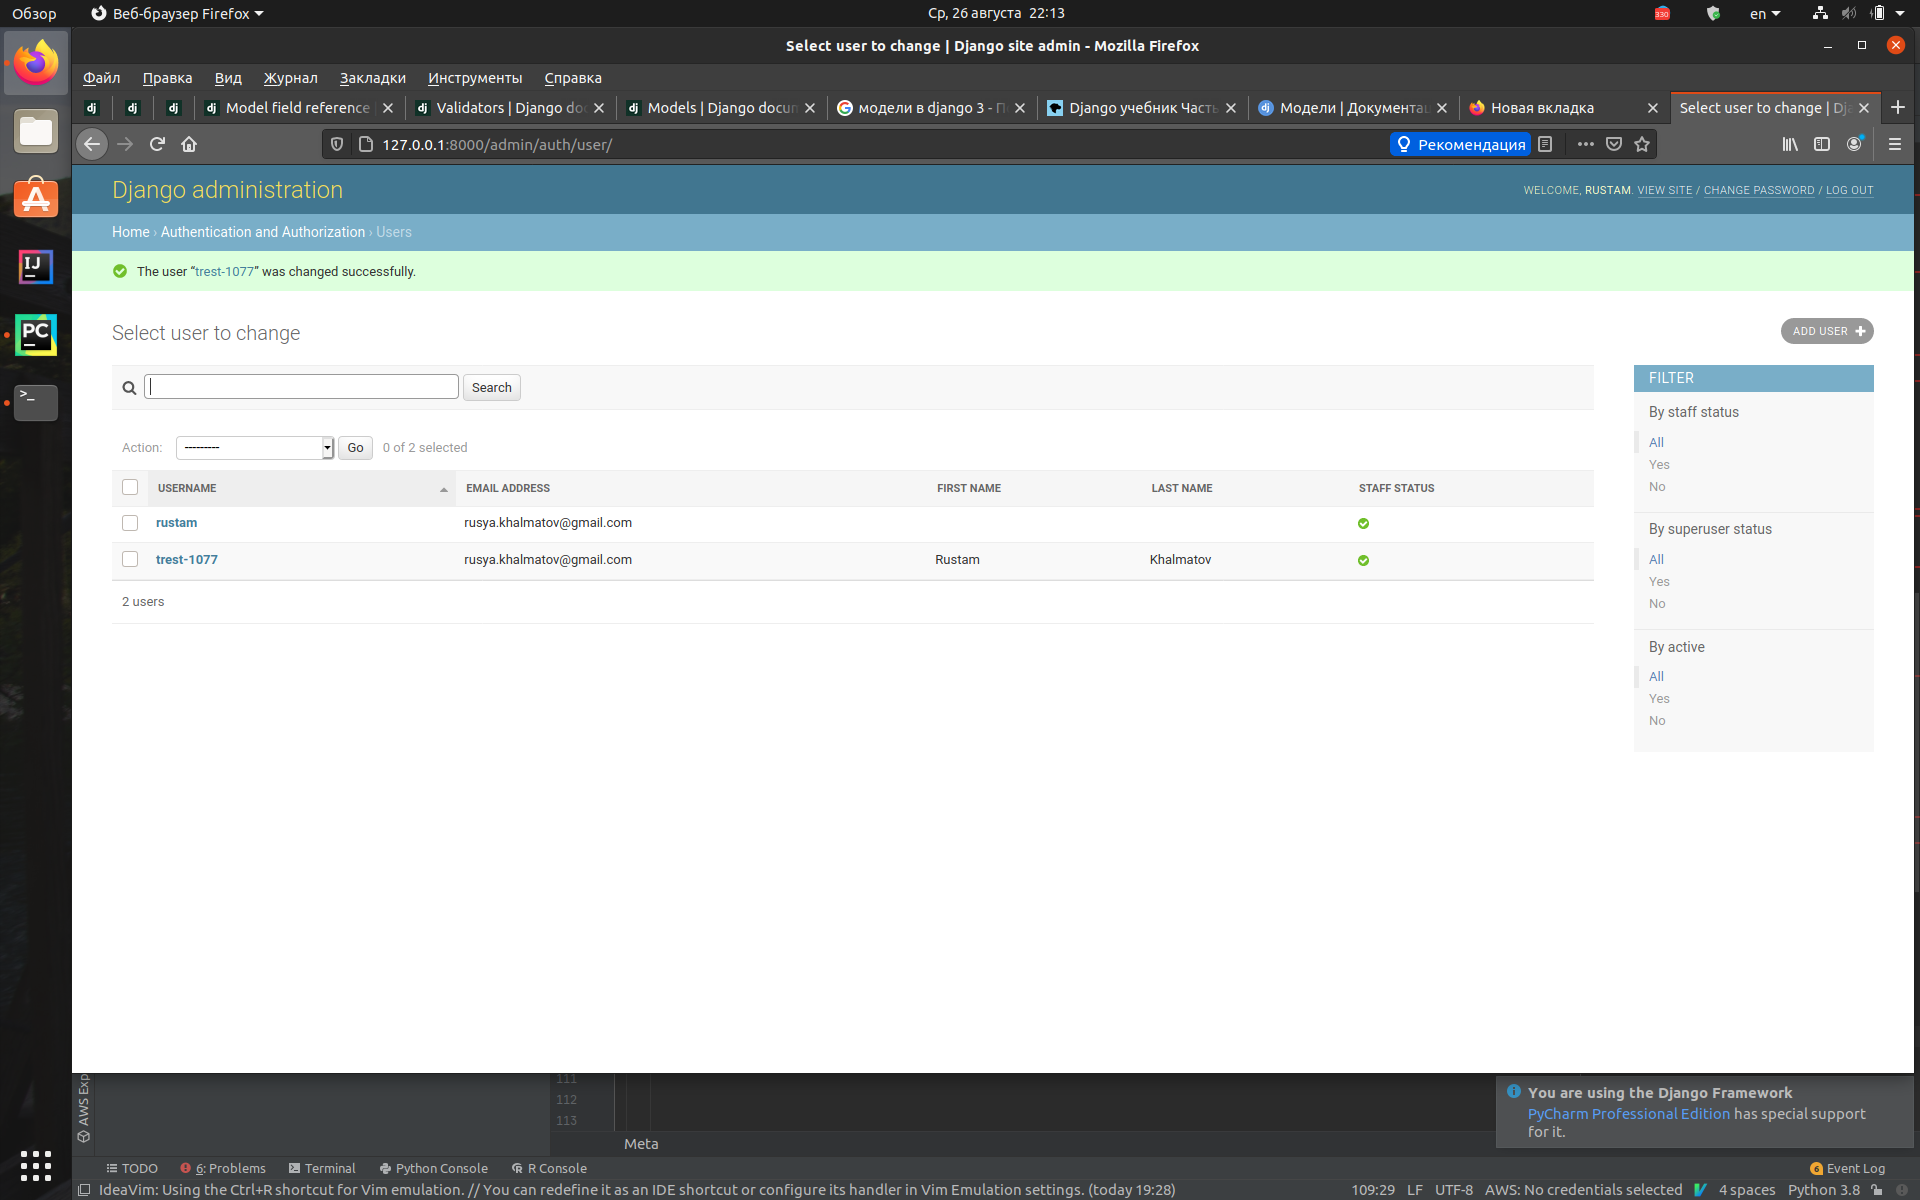 Обзор
Веб-браузер Firefox
Ср, 26 августа 22:13
330
en
Select user to change | Django site admin - Mozilla Firefox
Файл Правка Вид Журнал Закладки Инструменты Справка
dj dj dj dj Model field reference dj Validators | Django do dj Models | Django docum модели в django 3 - П Django учебник Часть dj Модели | Документац Новая вкладка Select user to change | Dja
127.0.0.1:8000/admin/auth/user/
Рекомендация
Django administration
WELCOME, RUSTAM. VIEW SITE / CHANGE PASSWORD / LOG OUT
Home › Authentication and Authorization › Users
The user “trest-1077” was changed successfully.
Select user to change
ADD USER
Search
Action: --------- Go 0 of 2 selected
USERNAME EMAIL ADDRESS FIRST NAME LAST NAME STAFF STATUS
rustam rusya.khalmatov@gmail.com
trest-1077 rusya.khalmatov@gmail.com Rustam Khalmatov
2 users
FILTER
By staff status
All
Yes
No
By superuser status
All
Yes
No
By active
All
Yes
No
IJ
PC
>_
AWS Exp
111
112
113
Meta
You are using the Django Framework
PyCharm Professional Edition has special support
for it.
TODO 6: Problems Terminal Python Console R Console
6 Event Log
IdeaVim: Using the Ctrl+R shortcut for Vim emulation. // You can redefine it as an IDE shortcut or configure its handler in Vim Emulation settings. (today 19:28)
109:29 LF UTF-8 AWS: No credentials selected 4 spaces Python 3.8